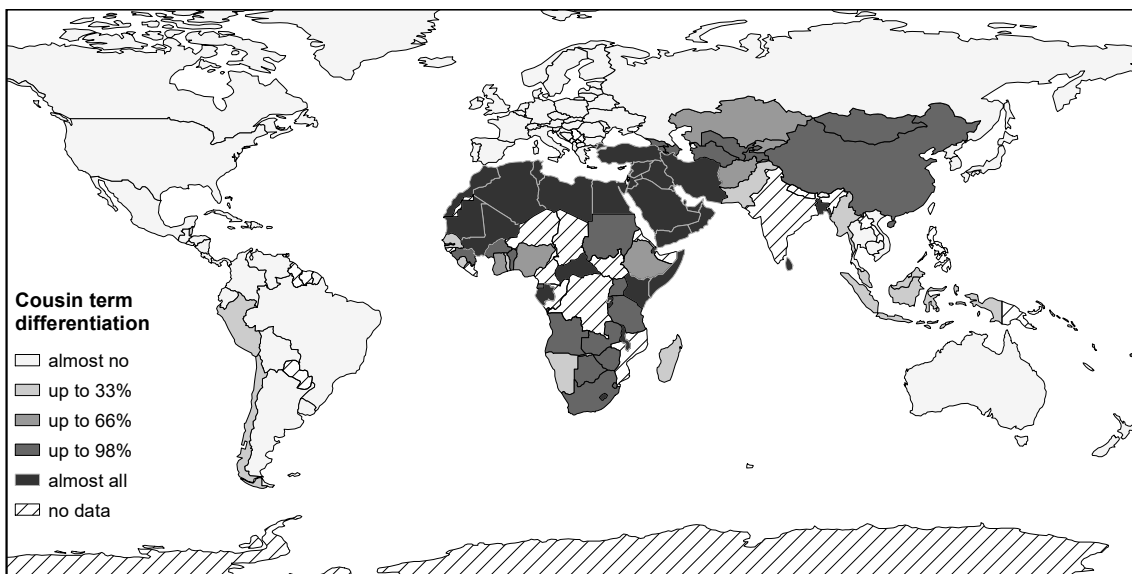 Cousin term
differentiation
almost no
up to 33%
up to 66%
up to 98%
almost all
no data